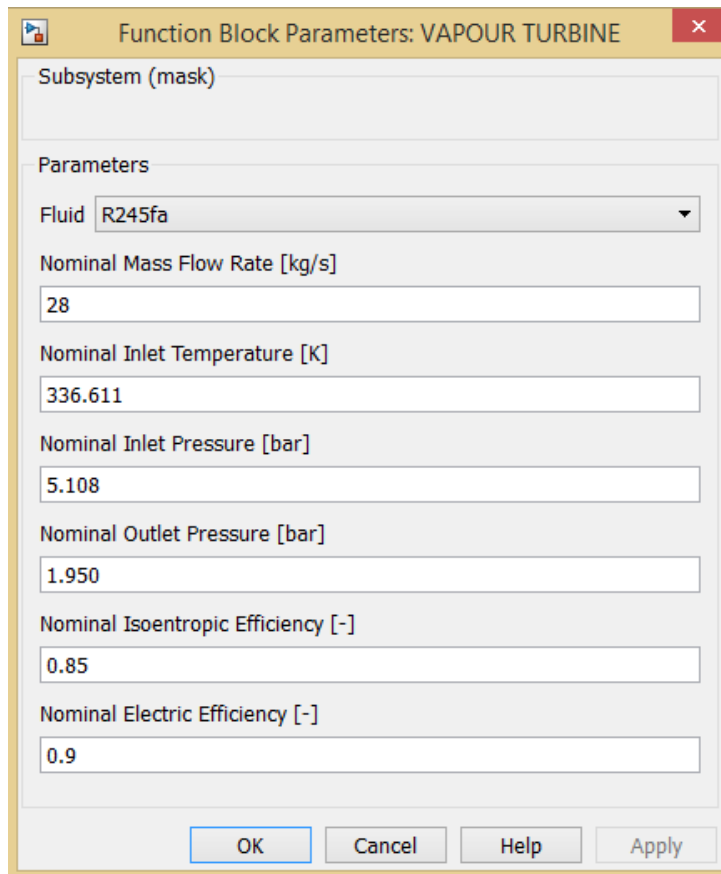 Function Block Parameters: VAPOUR TURBINE
Subsystem (mask)
Parameters
Fluid R245fa
Nominal Mass Flow Rate [kg/s]
28
Nominal Inlet Temperature [K]
336.611
Nominal Inlet Pressure [bar]
5.108
Nominal Outlet Pressure [bar]
1.950
Nominal Isoentropic Efficiency [-]
0.85
Nominal Electric Efficiency [-]
0.9
OK Cancel Help Apply